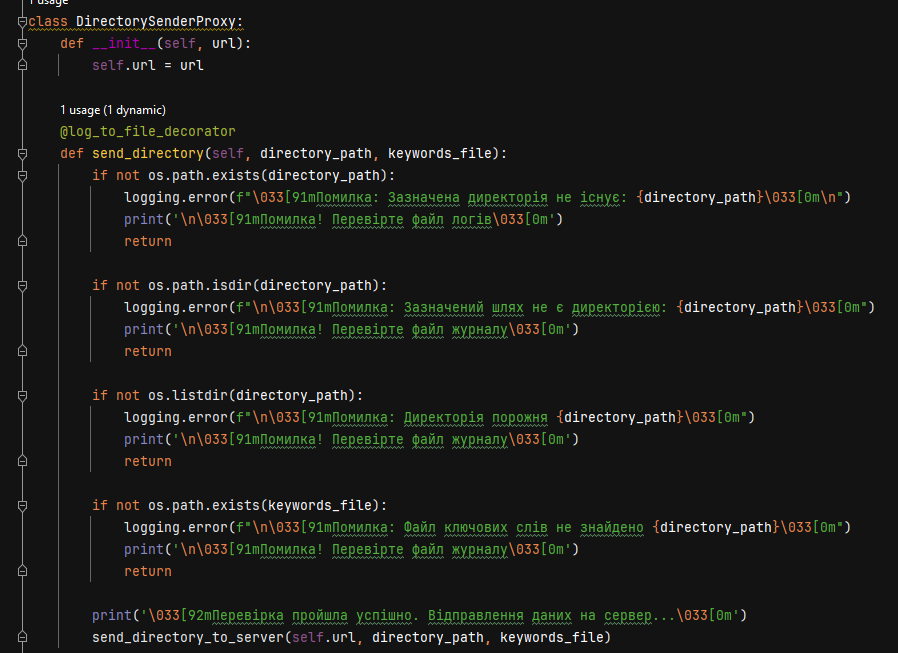 1 usage
class DirectorySenderProxy:
    def __init__(self, url):
        self.url = url
    1 usage (1 dynamic)
    @log_to_file_decorator
    def send_directory(self, directory_path, keywords_file):
        if not os.path.exists(directory_path):
            logging.error(f"\033[91mПомилка: Зазначена директорія не існує: {directory_path}\033[0m\n")
            print('\n\033[91mПомилка! Перевірте файл логів\033[0m')
            return
        if not os.path.isdir(directory_path):
            logging.error(f"\n\033[91mПомилка: Зазначений шлях не є директорією: {directory_path}\033[0m")
            print('\n\033[91mПомилка! Перевірте файл журналу\033[0m')
            return
        if not os.listdir(directory_path):
            logging.error(f"\n\033[91mПомилка: Директорія порожня {directory_path}\033[0m")
            print('\n\033[91mПомилка! Перевірте файл журналу\033[0m')
            return
        if not os.path.exists(keywords_file):
            logging.error(f"\n\033[91mПомилка: Файл ключових слів не знайдено {directory_path}\033[0m")
            print('\n\033[91mПомилка! Перевірте файл журналу\033[0m')
            return
        print('\033[92mПеревірка пройшла успішно. Відправлення даних на сервер...\033[0m')
        send_directory_to_server(self.url, directory_path, keywords_file)